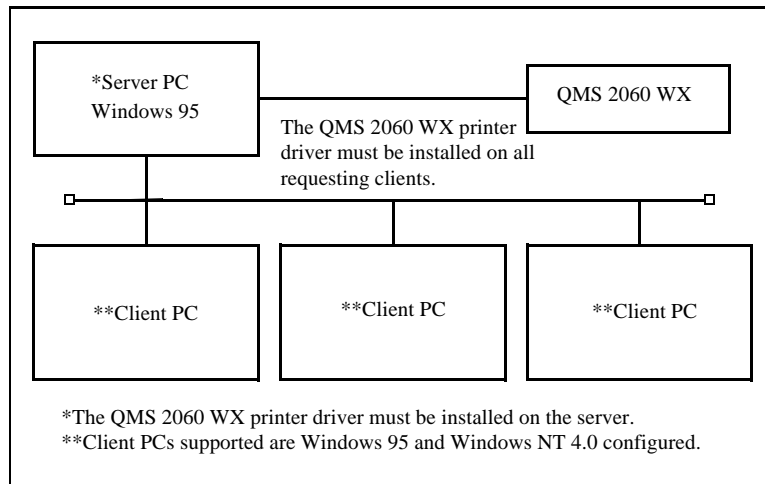 *Server PC
Windows 95
QMS 2060 WX
The QMS 2060 WX printer
driver must be installed on all
requesting clients.
**Client PC
**Client PC
**Client PC
*The QMS 2060 WX printer driver must be installed on the server.
**Client PCs supported are Windows 95 and Windows NT 4.0 configured.